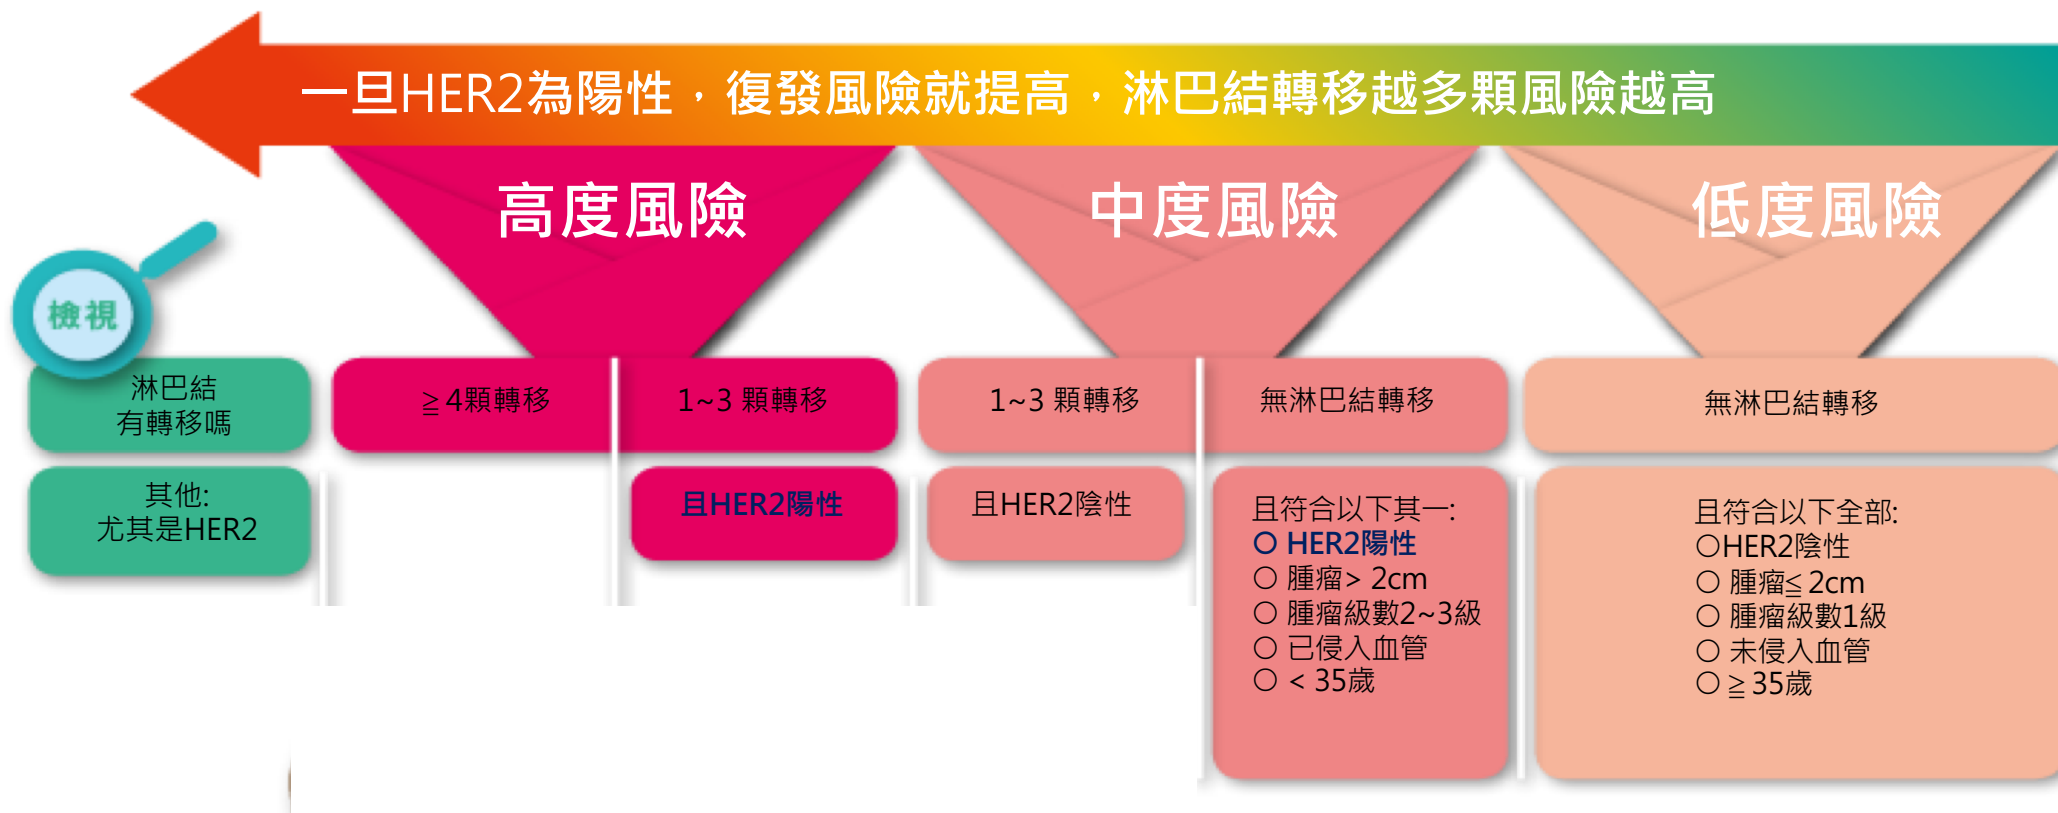 一旦HER2為陽性，復發風險就提高，淋巴結轉移越多顆風險越高
高度風險
中度風險
低度風險
檢視
淋巴結
有轉移嗎
≧4顆轉移
1~3 顆轉移
1~3 顆轉移
無淋巴結轉移
無淋巴結轉移
其他:
尤其是HER2
且HER2陽性
且HER2陰性
且符合以下其一:
○ HER2陽性
○ 腫瘤> 2cm
○ 腫瘤級數2~3級
○ 已侵入血管
○ < 35歲
且符合以下全部:
○HER2陰性
○ 腫瘤≦2cm
○ 腫瘤級數1級
○ 未侵入血管
○ ≧35歲